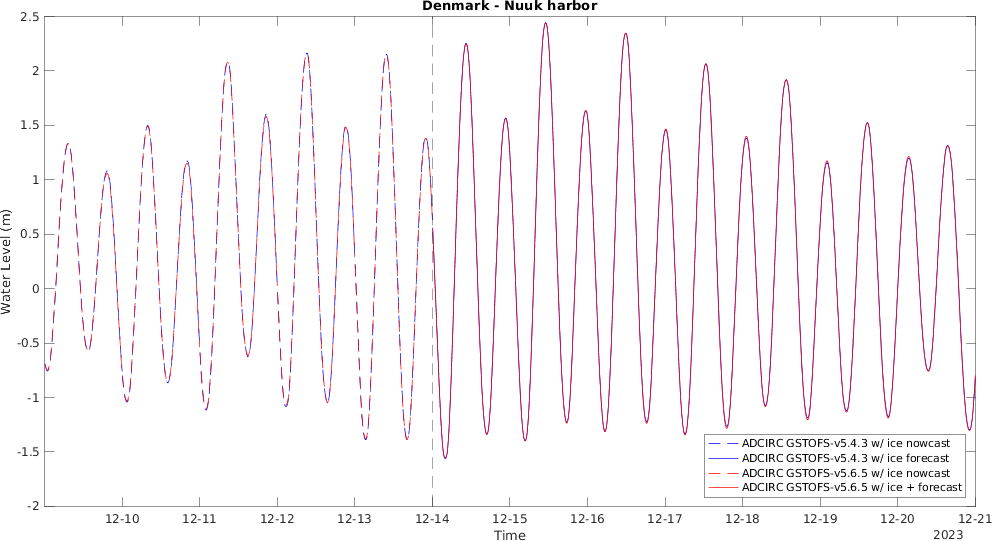 Denmark - Nuuk harbor
2.5
2
1.5
1
0.5
0
-0.5
-1
-1.5
-2
Water Level (m)
ADCIRC GSTOFS-v5.4.3 w/ ice nowcast
ADCIRC GSTOFS-v5.4.3 w/ ice forecast
ADCIRC GSTOFS-v5.6.5 w/ ice nowcast
ADCIRC GSTOFS-v5.6.5 w/ ice + forecast
12-10 12-11 12-12 12-13 12-14 12-15 12-16 12-17 12-18 12-19 12-20 12-21
Time
2023